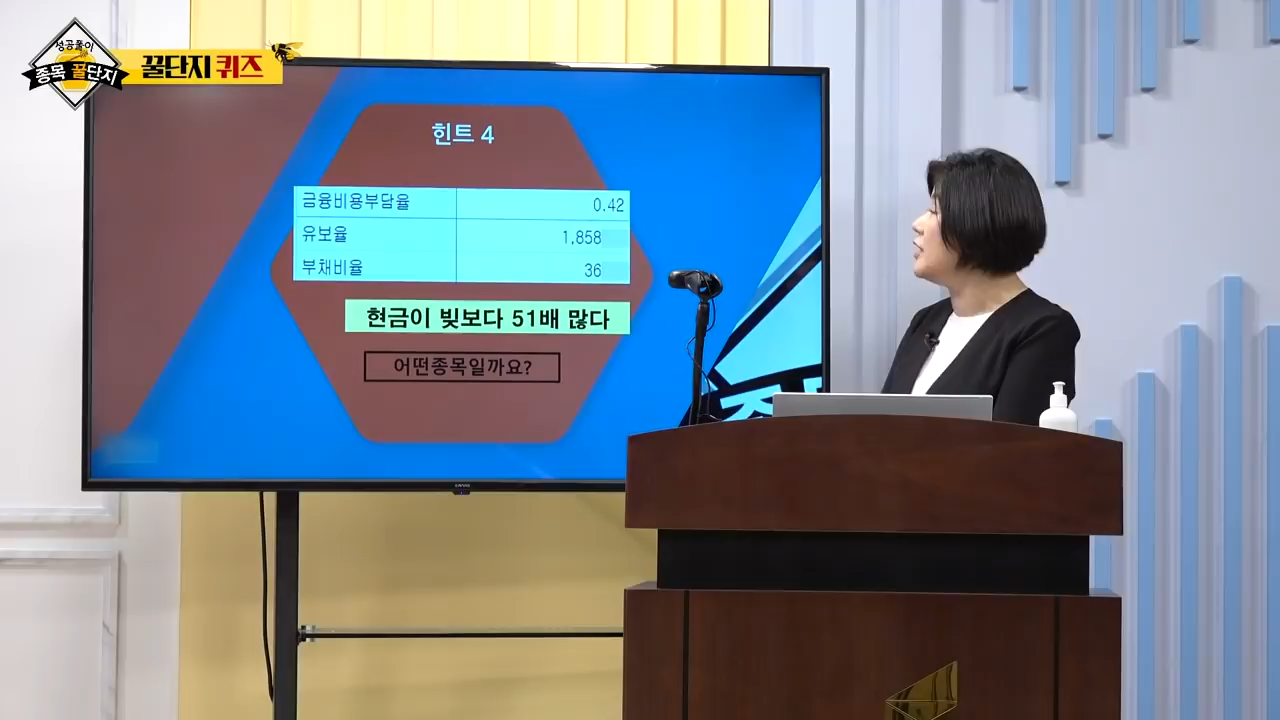 성공풀이
종목 꿀단지
꿀단지 퀴즈
힌트 4
금융비용부담율 0.42
유보율 1,858
부채비율 36
현금이 빚보다 51배 많다
어떤종목일까요?